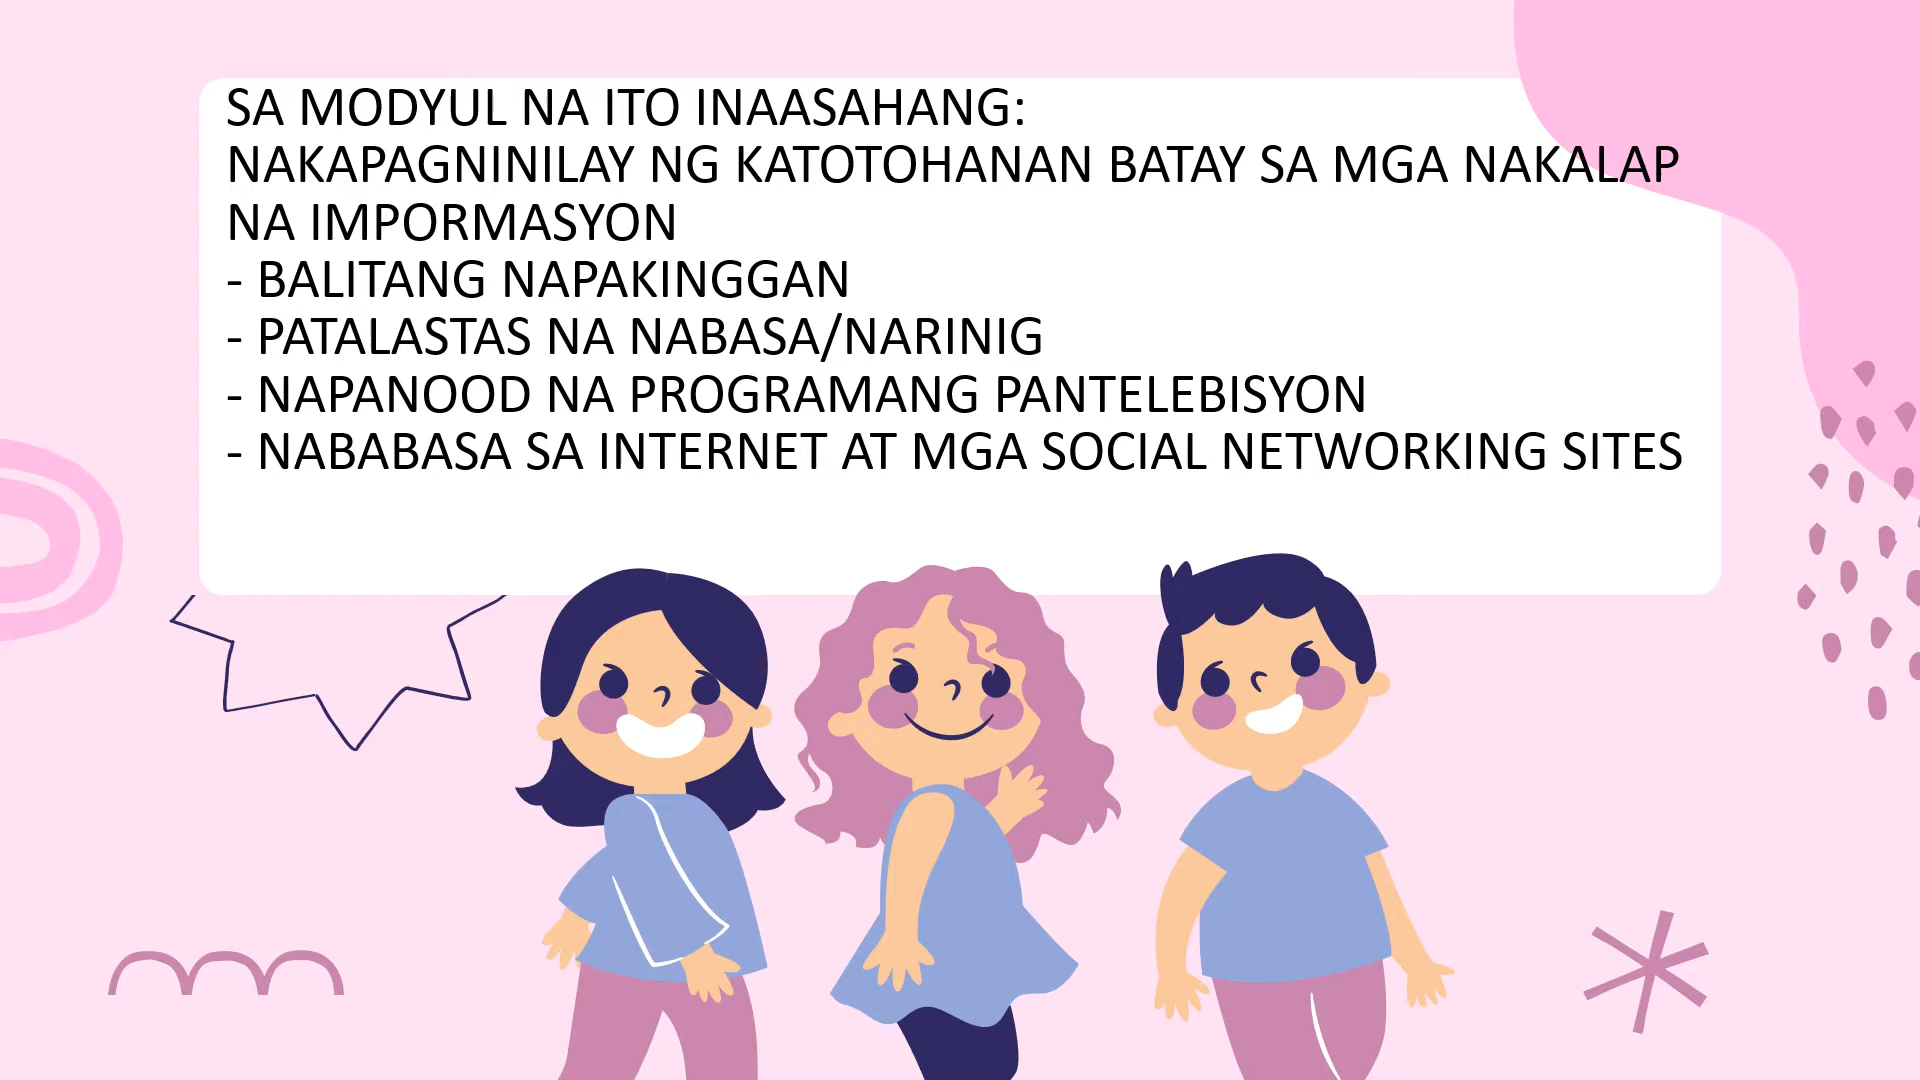 SA MODYUL NA ITO INAASAHANG:
NAKAPAGNINILAY NG KATOTOHANAN BATAY SA MGA NAKALAP
NA IMPORMASYON
- BALITANG NAPAKINGGAN
- PATALASTAS NA NABASA/NARINIG
- NAPANOOD NA PROGRAMANG PANTELEBISYON
- NABABASA SA INTERNET AT MGA SOCIAL NETWORKING SITES